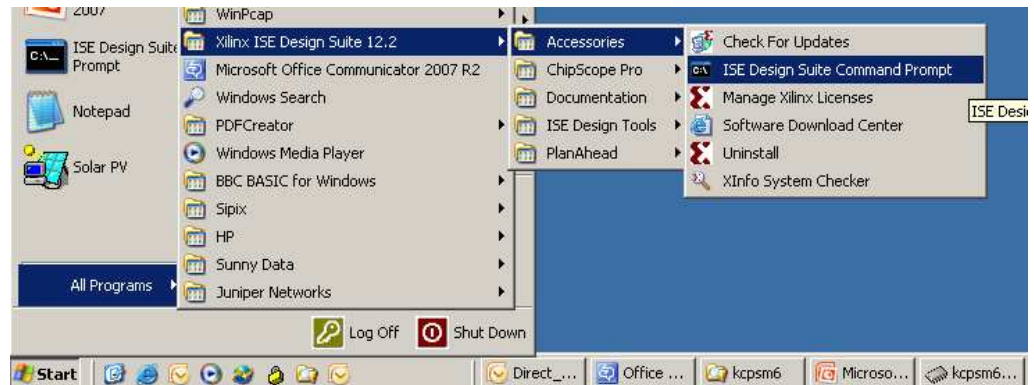 2007
C:\_
ISE Design Suite
Prompt
Notepad
Solar PV
All Programs
WinPcap
Xilinx ISE Design Suite 12.2
Microsoft Office Communicator 2007 R2
Windows Search
PDFCreator
Windows Media Player
BBC BASIC for Windows
Sipix
HP
Sunny Data
Juniper Networks
Accessories
ChipScope Pro
Documentation
ISE Design Tools
PlanAhead
Check For Updates
ISE Design Suite Command Prompt
Manage Xilinx Licenses
Software Download Center
Uninstall
XInfo System Checker
ISE Desi
Log Off
Shut Down
Start
Direct_...
Office ...
kcpsm6
Microso...
kcpsm6...